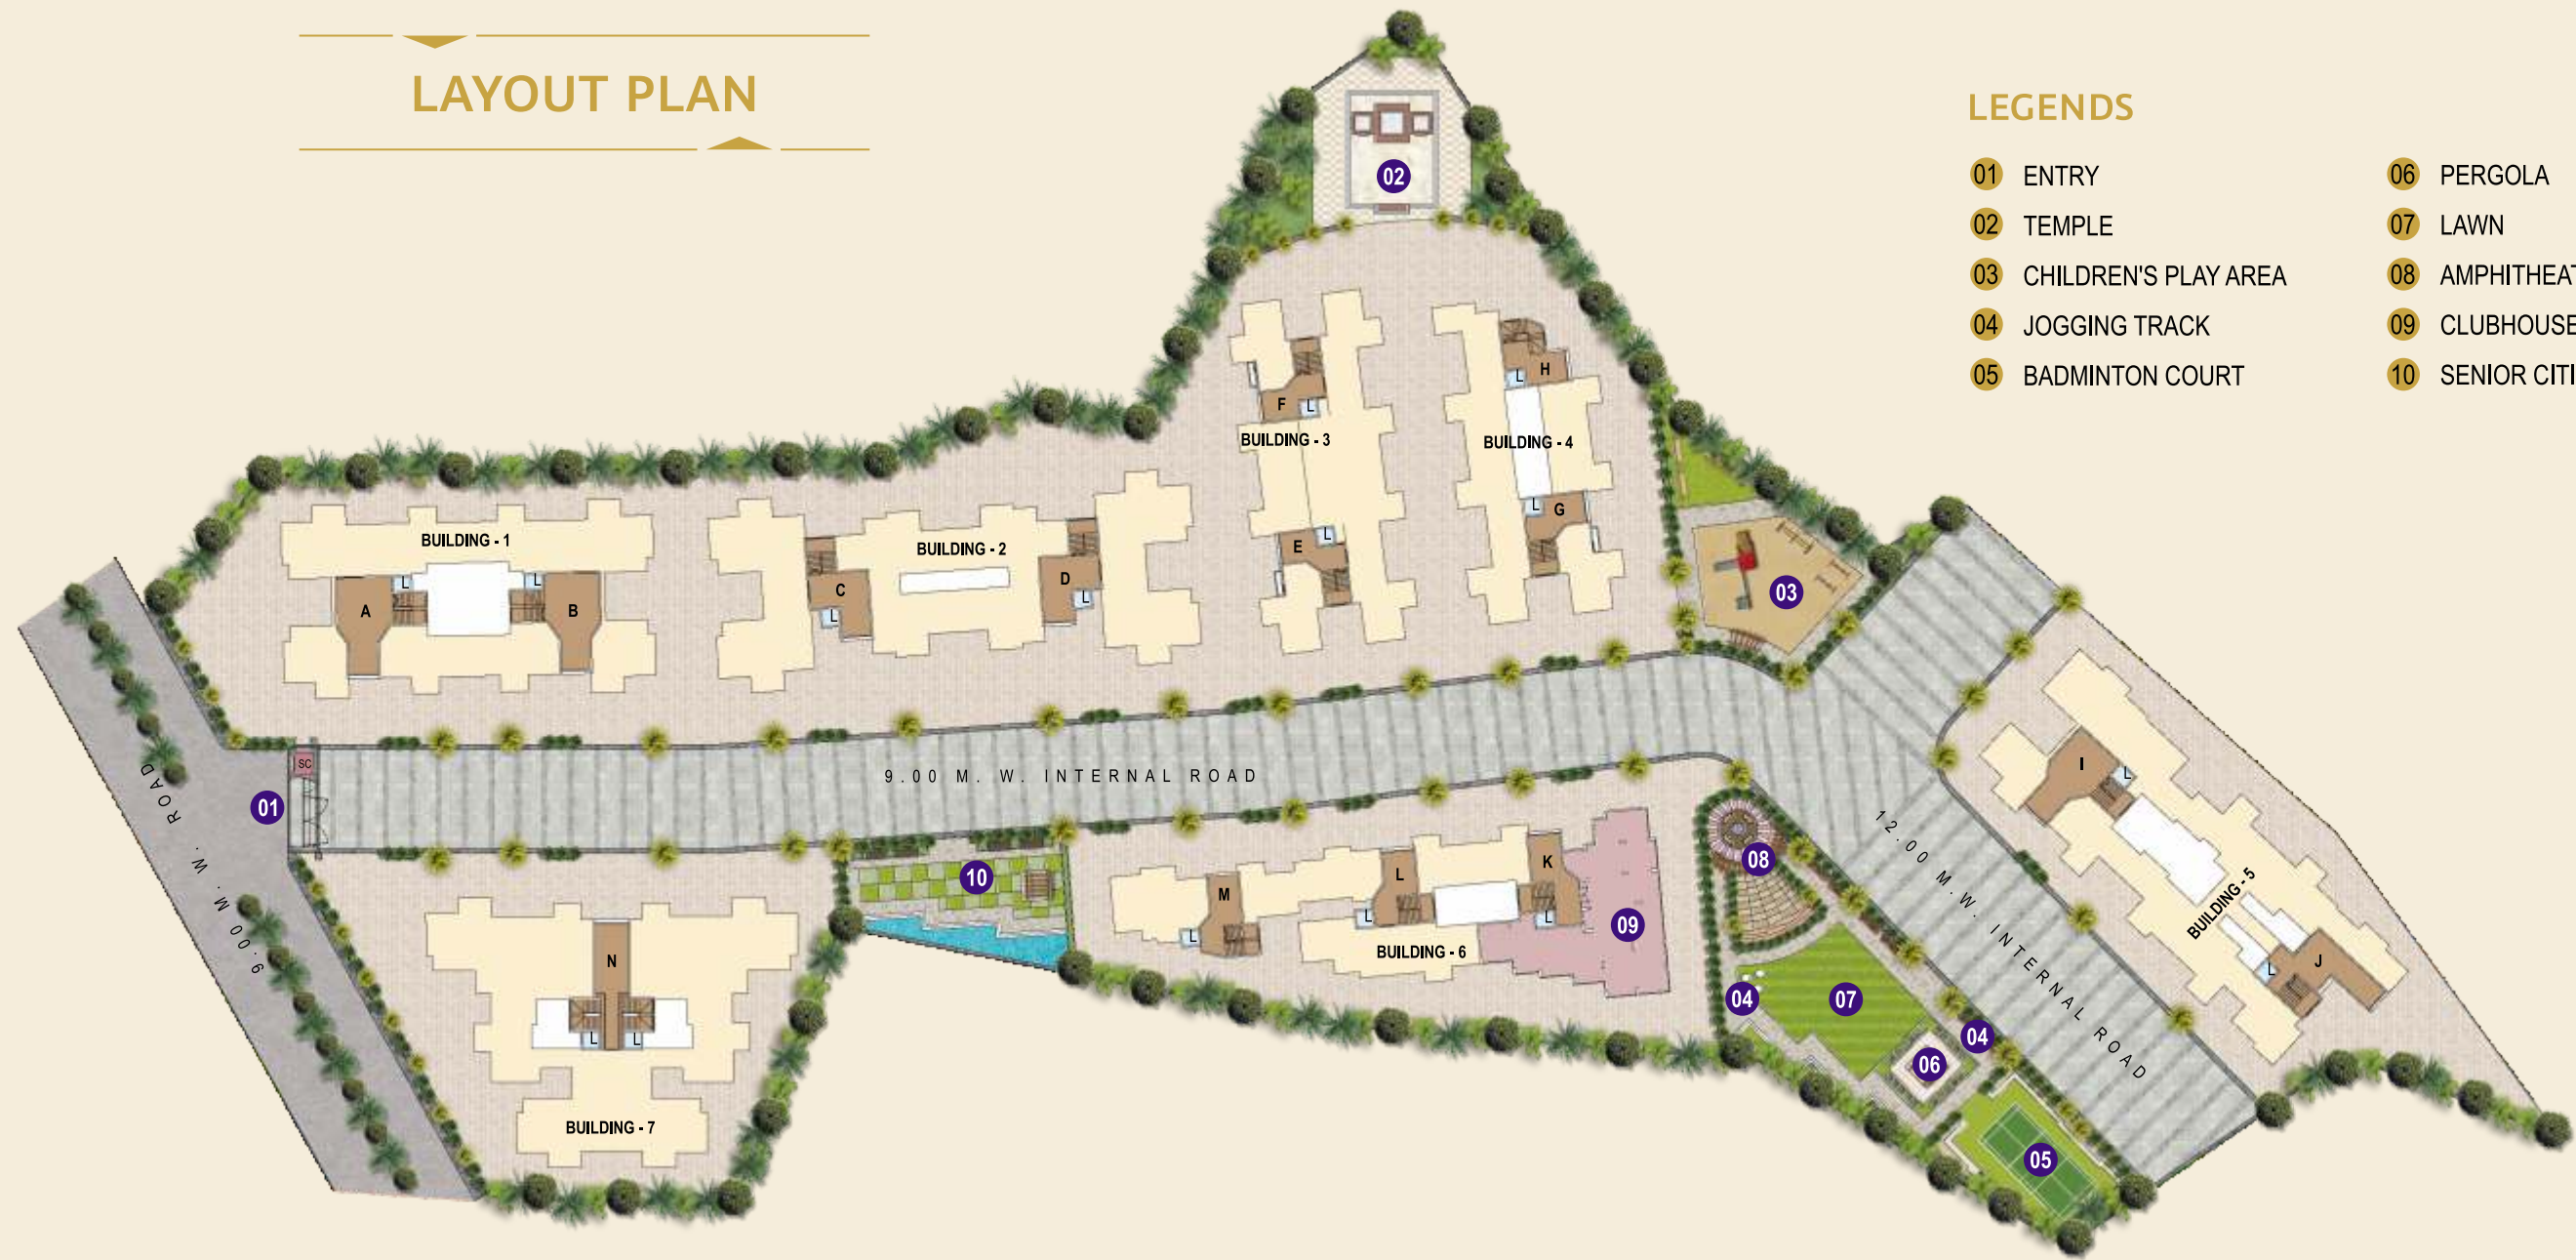 LAYOUT PLAN
LEGENDS
01 ENTRY
02 TEMPLE
03 CHILDREN'S PLAY AREA
04 JOGGING TRACK
05 BADMINTON COURT
06 PERGOLA
07 LAWN
08 AMPHITHEAT
09 CLUBHOUSE
10 SENIOR CITI
02
F
L
BUILDING - 3
E
L
H
L
BUILDING - 4
L
G
03
BUILDING - 1
L
L
A
B
BUILDING - 2
C
L
D
L
SC
01
9.00 M. W. ROAD
9.00 M. W. INTERNAL ROAD
12.00 M.W. INTERNAL ROAD
I
L
BUILDING - 5
L
J
10
M
L
L
L
K
L
BUILDING - 6
09
08
04
07
04
06
05
N
L
L
BUILDING - 7